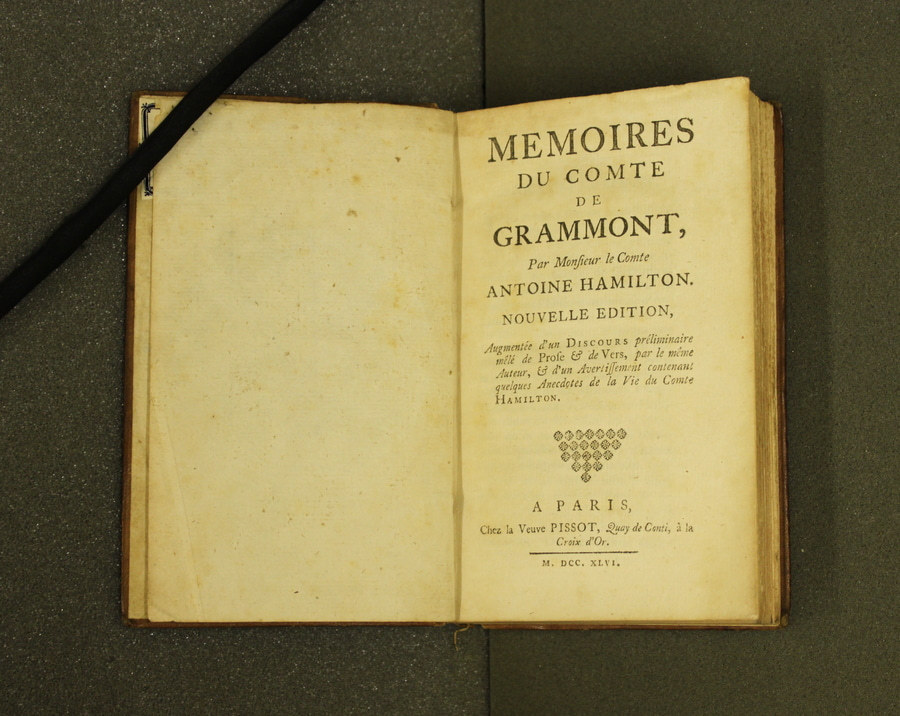 MEMOIRES
DU COMTE
DE
GRAMMONT,
Par Monſieur le Comte
ANTOINE HAMILTON.
NOUVELLE EDITION,
Augmentée d'un DISCOURS préliminaire
mêlé de Proſe & de Vers, par le même
Auteur, & d'un Avertiſſement contenant
quelques Anecdotes de la Vie du Comte
HAMILTON.
A PARIS,
Chez la Veuve PISSOT, Quay de Conti, à la
Croix d'Or.
M. DCC. XLVI.